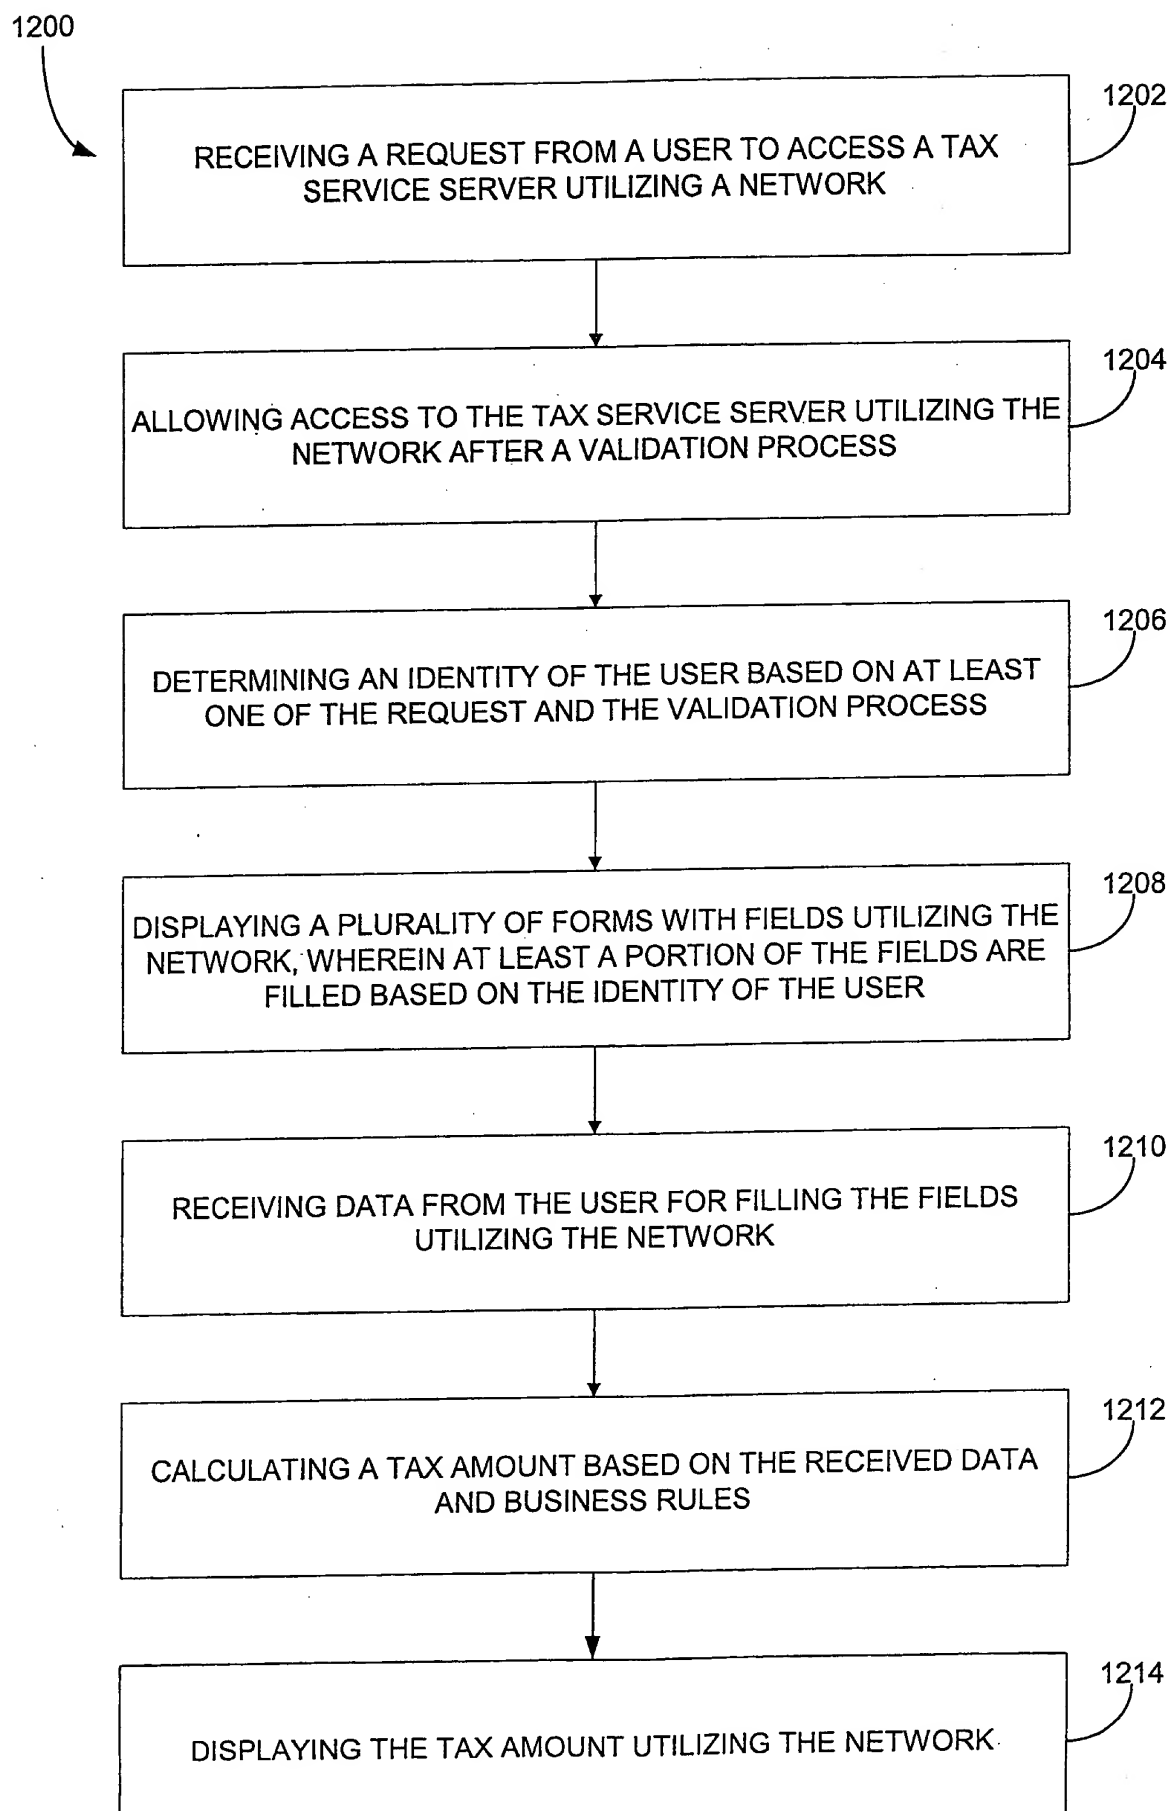 1200
1202
RECEIVING A REQUEST FROM A USER TO ACCESS A TAX
SERVICE SERVER UTILIZING A NETWORK
1204
ALLOWING ACCESS TO THE TAX SERVICE SERVER UTILIZING THE
NETWORK AFTER A VALIDATION PROCESS
1206
DETERMINING AN IDENTITY OF THE USER BASED ON AT LEAST
ONE OF THE REQUEST AND THE VALIDATION PROCESS
1208
DISPLAYING A PLURALITY OF FORMS WITH FIELDS UTILIZING THE
NETWORK, WHEREIN AT LEAST A PORTION OF THE FIELDS ARE
FILLED BASED ON THE IDENTITY OF THE USER
1210
RECEIVING DATA FROM THE USER FOR FILLING THE FIELDS
UTILIZING THE NETWORK
1212
CALCULATING A TAX AMOUNT BASED ON THE RECEIVED DATA
AND BUSINESS RULES
1214
DISPLAYING THE TAX AMOUNT UTILIZING THE NETWORK